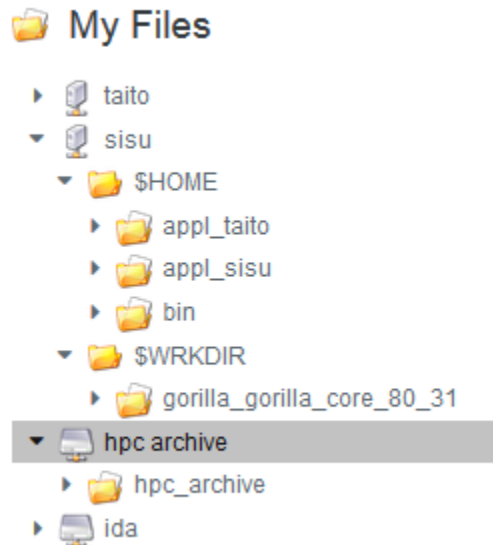 My Files
taito
sisu
$HOME
appl_taito
appl_sisu
bin
$WRKDIR
gorilla_gorilla_core_80_31
hpc archive
hpc_archive
ida